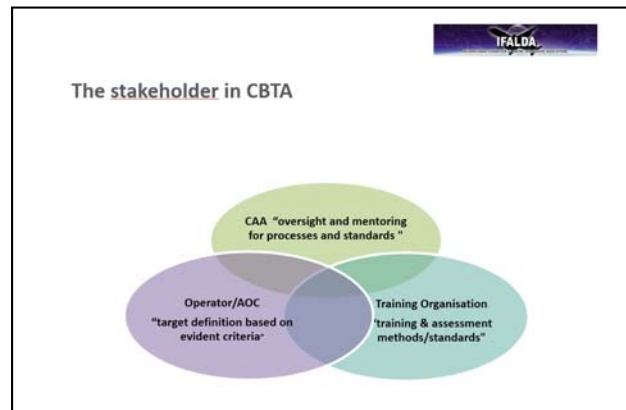 IFALDA
The stakeholder in CBTA
CAA “oversight and mentoring
for processes and standards ”
Operator/AOC
“target definition based on
evident criteria“
Training Organisation
“training & assessment
methods/standards”